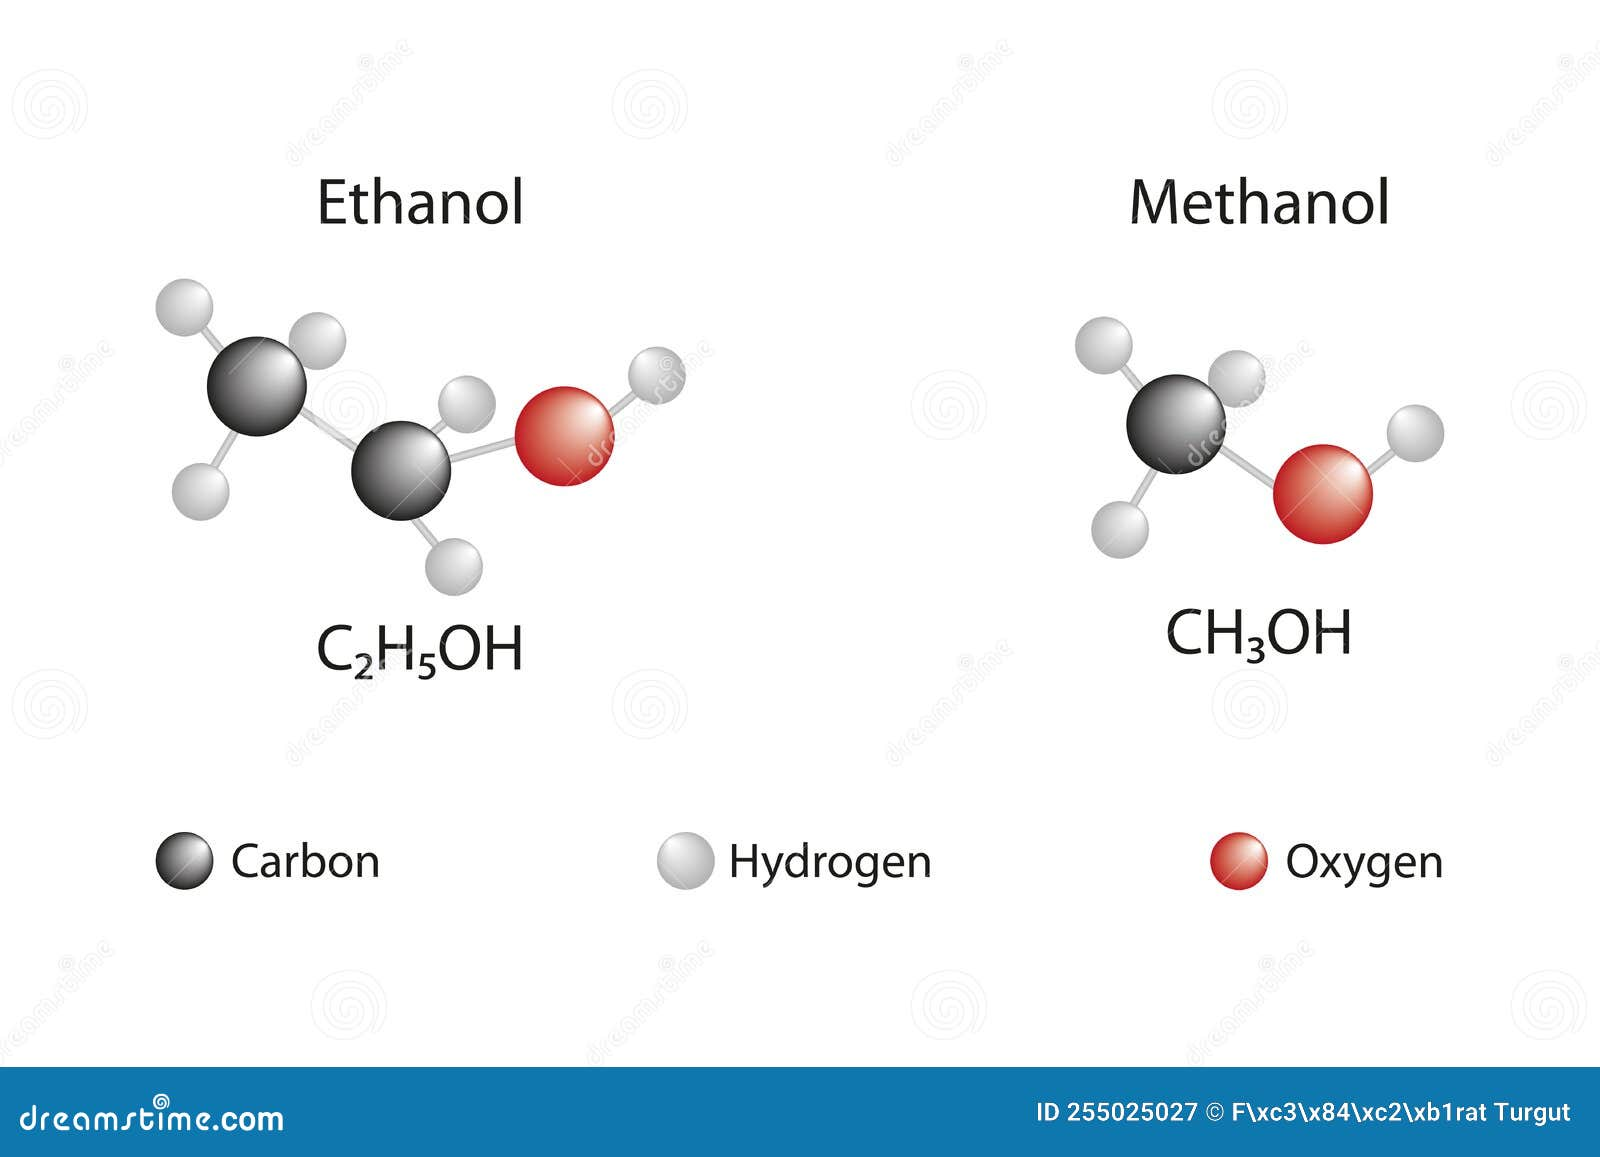 Ethanol
Methanol
C₂H₅OH
CH₃OH
Carbon
Hydrogen
Oxygen
dreamstime.com
ID 255025027 © F\xc3\x84\xc2\xb1rat Turgut